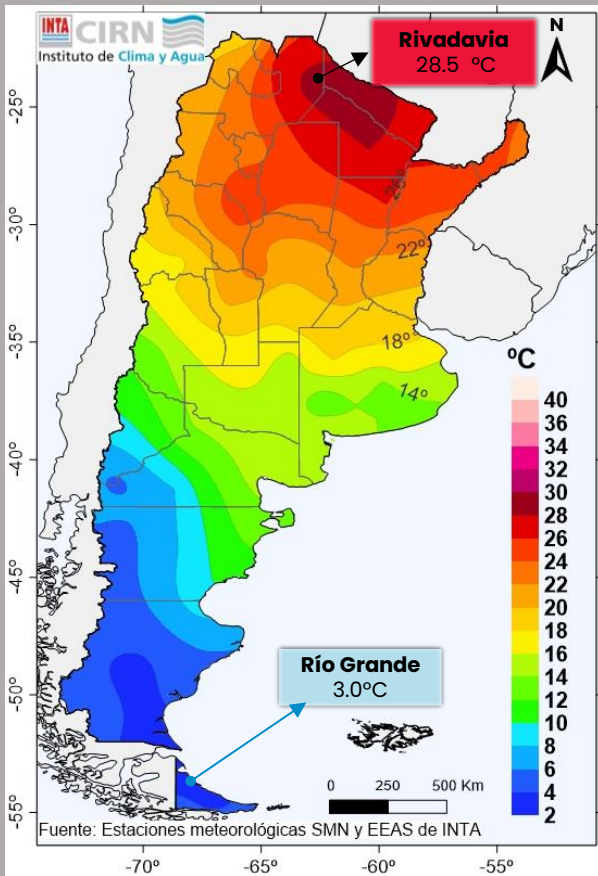 INTA
CIRN
Instituto de Clima y Agua
Rivadavia
28.5 °C
N
-25°
-30°
-35°
-40°
-45°
-50°
-55°
26°
22°
18°
14°
ºC
40
36
34
32
30
28
26
24
22
20
18
16
14
12
10
8
6
4
2
Río Grande
3.0°C
0 250 500 Km
Fuente: Estaciones meteorológicas SMN y EEAS de INTA
-70° -65° -60° -55°